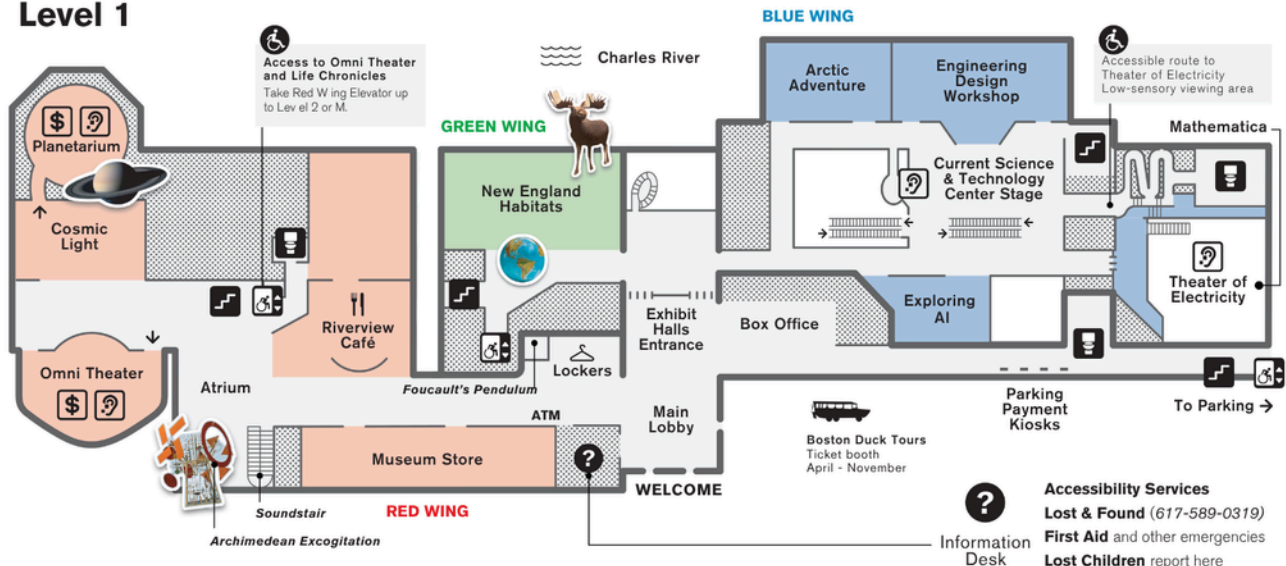 Level 1
BLUE WING
Access to Omni Theater
and Life Chronicles
Take Red W ing Elevator up
to Lev el 2 or M.
Charles River
Arctic
Adventure
Engineering
Design
Workshop
Accessible route to
Theater of Electricity
Low-sensory viewing area
$
Planetarium
GREEN WING
Mathematica
New England
Habitats
Current Science
& Technology
Center Stage
Cosmic
Light
Theater of
Electricity
Riverview
Café
Exhibit
Halls
Entrance
Box Office
Exploring
AI
Omni Theater
$
Atrium
Foucault's Pendulum
Lockers
Parking
Payment
Kiosks
To Parking →
ATM
Main
Lobby
Boston Duck Tours
Ticket booth
April - November
Museum Store
?
WELCOME
Soundstair
RED WING
Archimedean Excogitation
?
Information
Desk
Accessibility Services
Lost & Found (617-589-0319)
First Aid and other emergencies
Lost Children report here